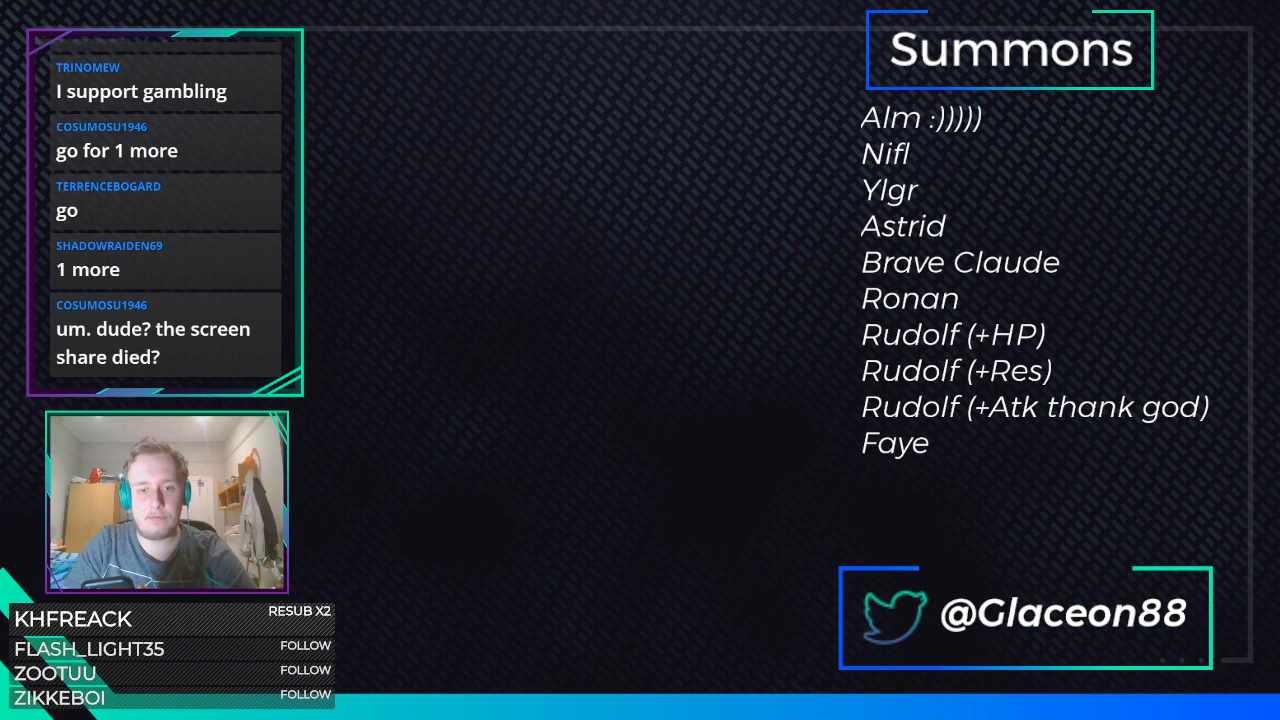 TRINOMEW
I support gambling
COSUMOSU1946
go for 1 more
TERRENCEBOGARD
go
SHADOWRAIDEN69
1 more
COSUMOSU1946
um. dude? the screen
share died?
KHFREACK RESUB X2
FLASH_LIGHT35 FOLLOW
ZOOTUU FOLLOW
ZIKKEBOI FOLLOW
Summons
Alm :)))))
Nifl
Ylgr
Astrid
Brave Claude
Ronan
Rudolf (+HP)
Rudolf (+Res)
Rudolf (+Atk thank god)
Faye
@Glaceon88